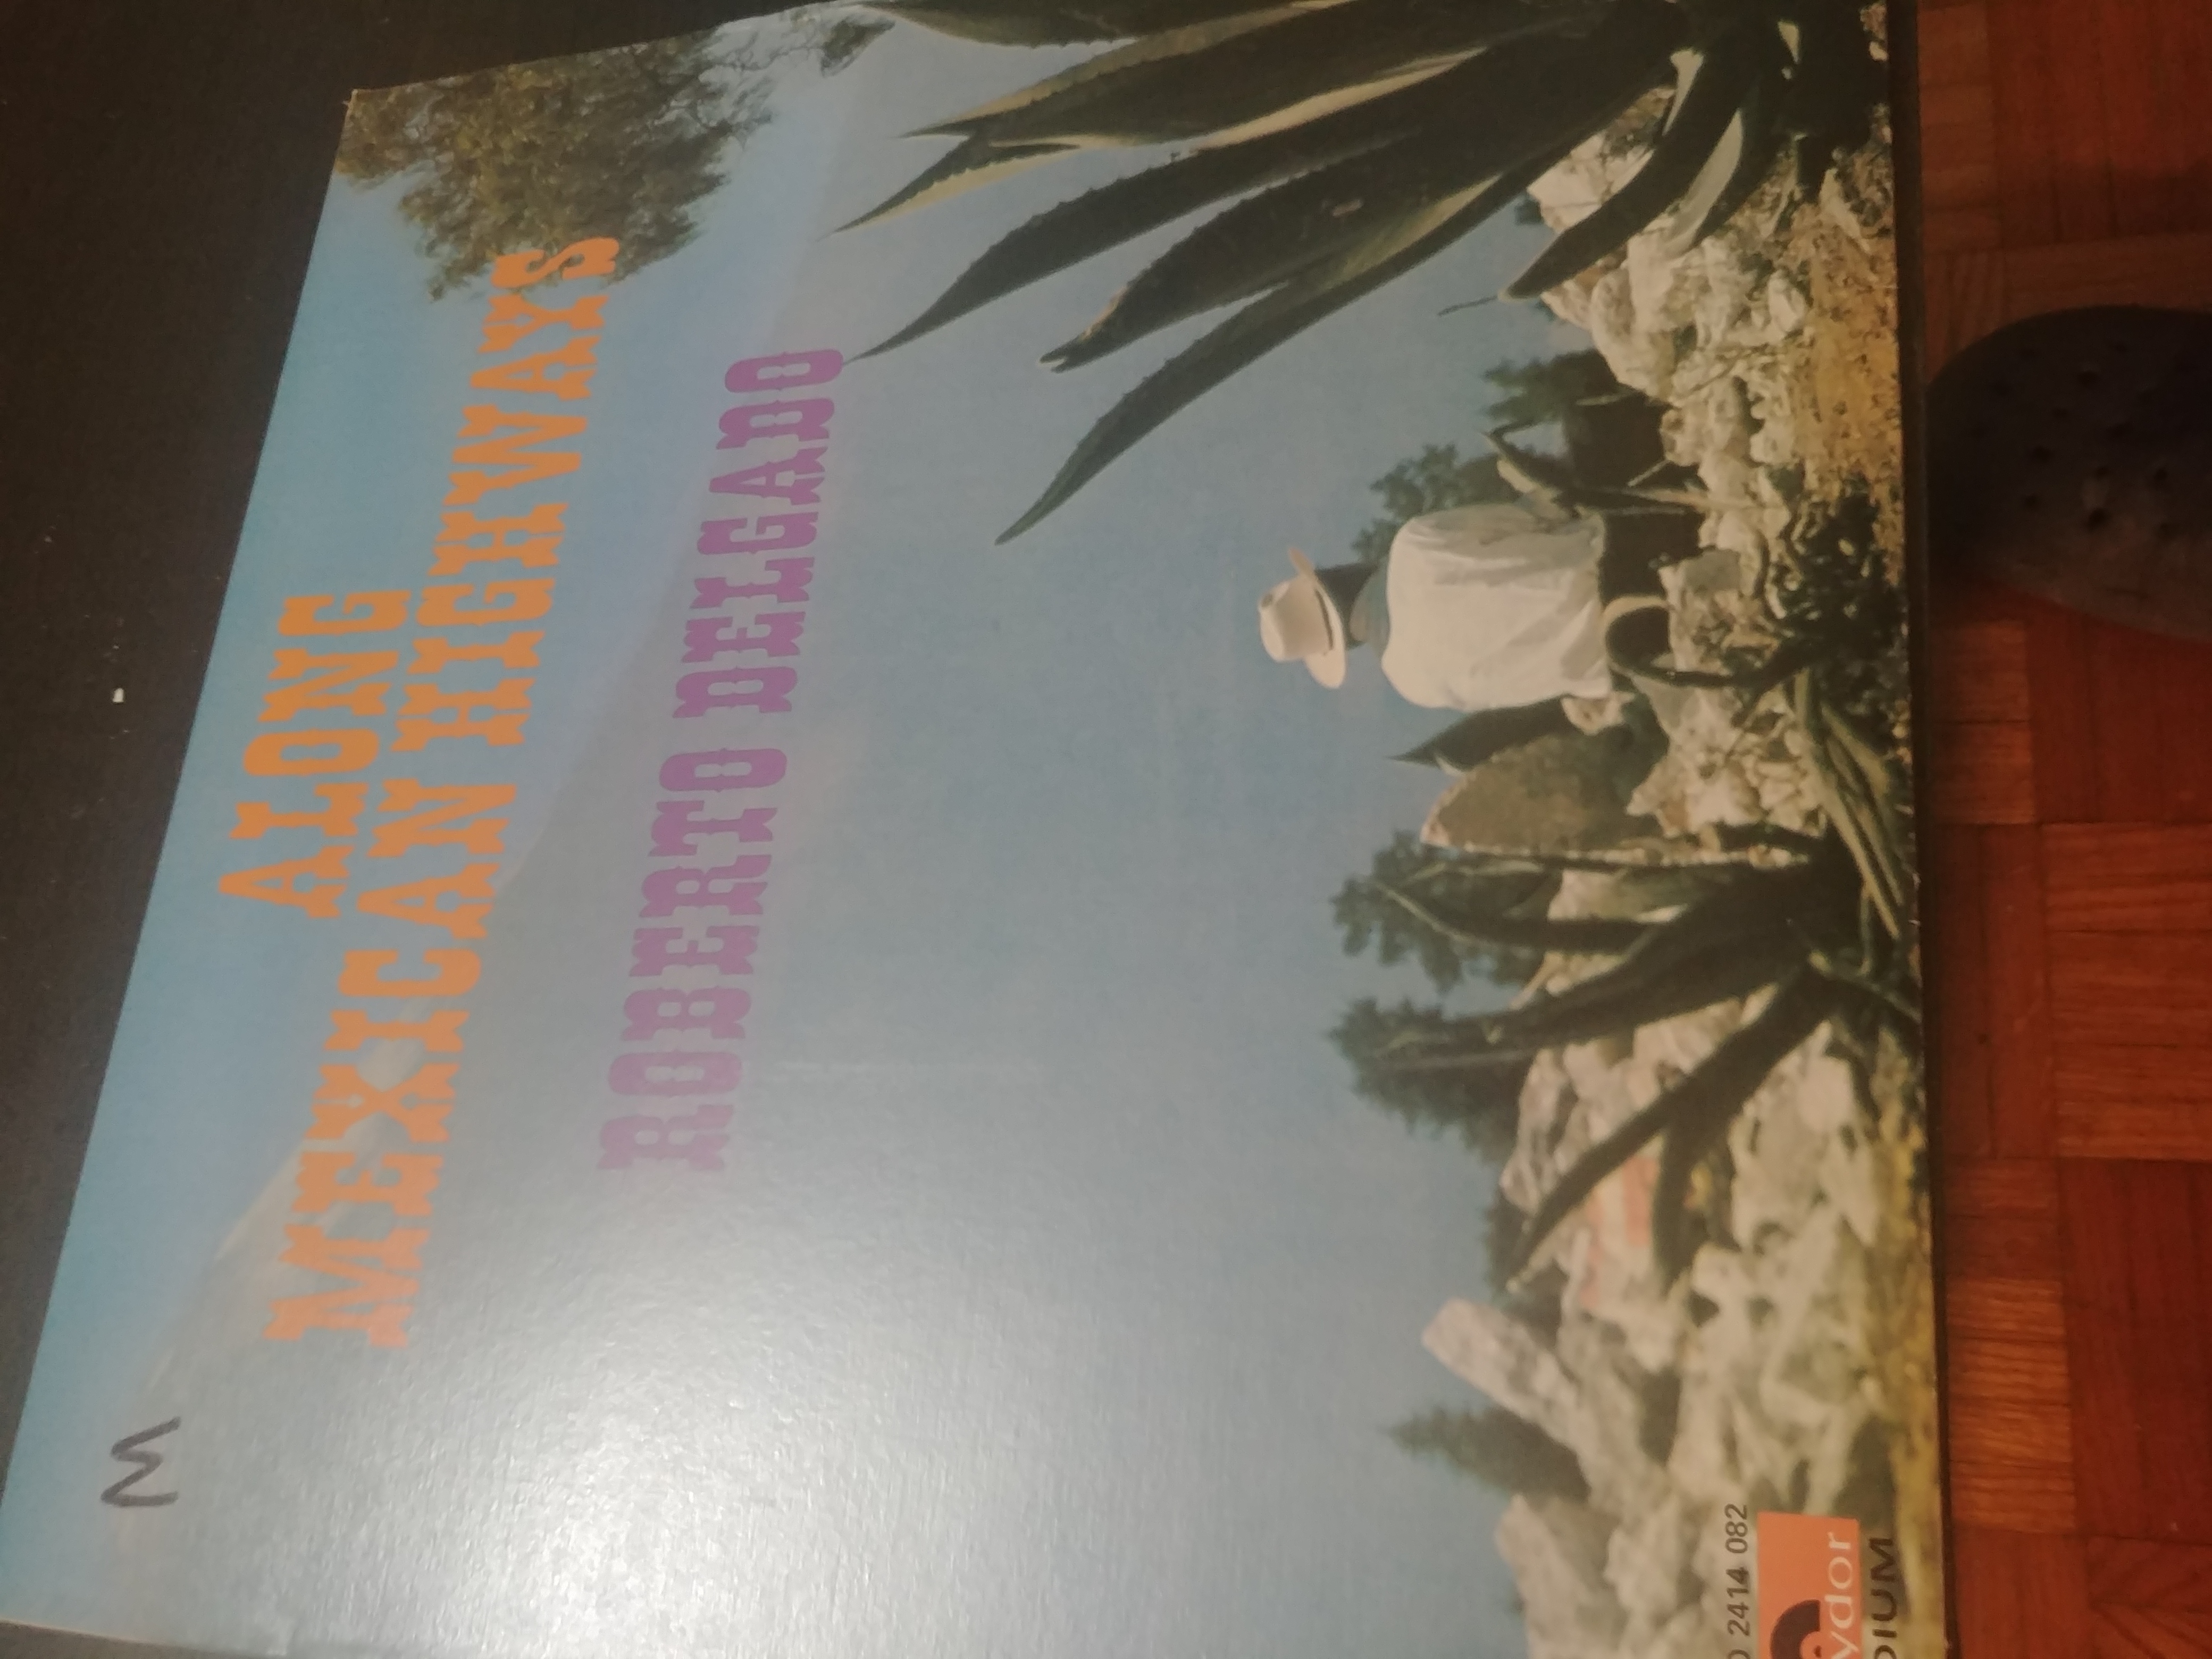 M
ALONG
MEXICAN HIGHWAYS
ROBERTO DELGADO
2414 082